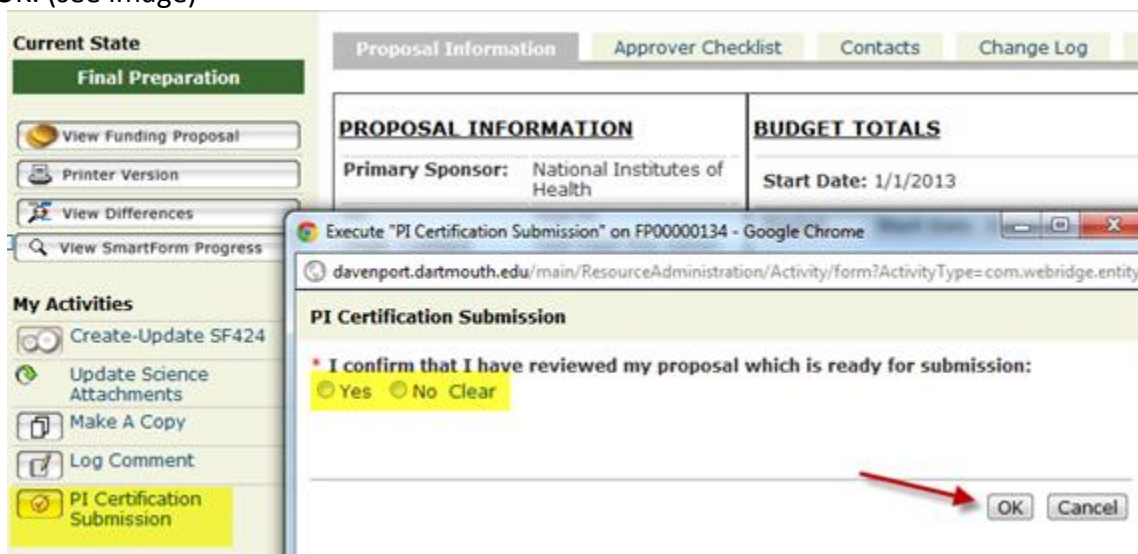 OK. (see image)
Current State
Final Preparation
View Funding Proposal
Printer Version
View Differences
View SmartForm Progress
My Activities
Create-Update SF424
Update Science
Attachments
Make A Copy
Log Comment
PI Certification
Submission
Proposal Information Approver Checklist Contacts Change Log
PROPOSAL INFORMATION
Primary Sponsor: National Institutes of
Health
BUDGET TOTALS
Start Date: 1/1/2013
Execute "PI Certification Submission" on FP00000134 - Google Chrome
davenport.dartmouth.edu/main/ResourceAdministration/Activity/form?ActivityType=com.webridge.entity
PI Certification Submission
* I confirm that I have reviewed my proposal which is ready for submission:
Yes No Clear
OK Cancel